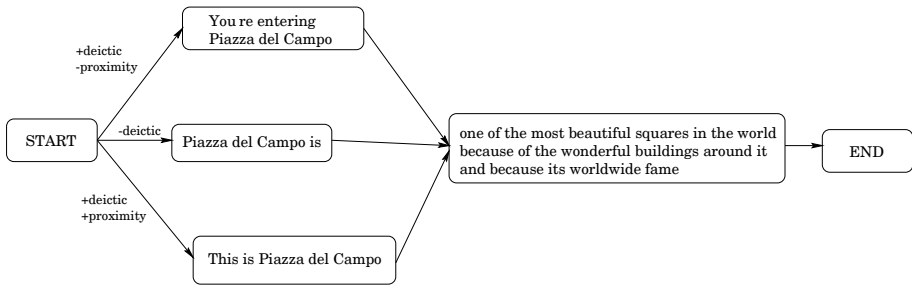 You re entering
Piazza del Campo
+deictic
-proximity
START
-deictic
Piazza del Campo is
one of the most beautiful squares in the world
because of the wonderful buildings around it
and because its worldwide fame
END
+deictic
+proximity
This is Piazza del Campo